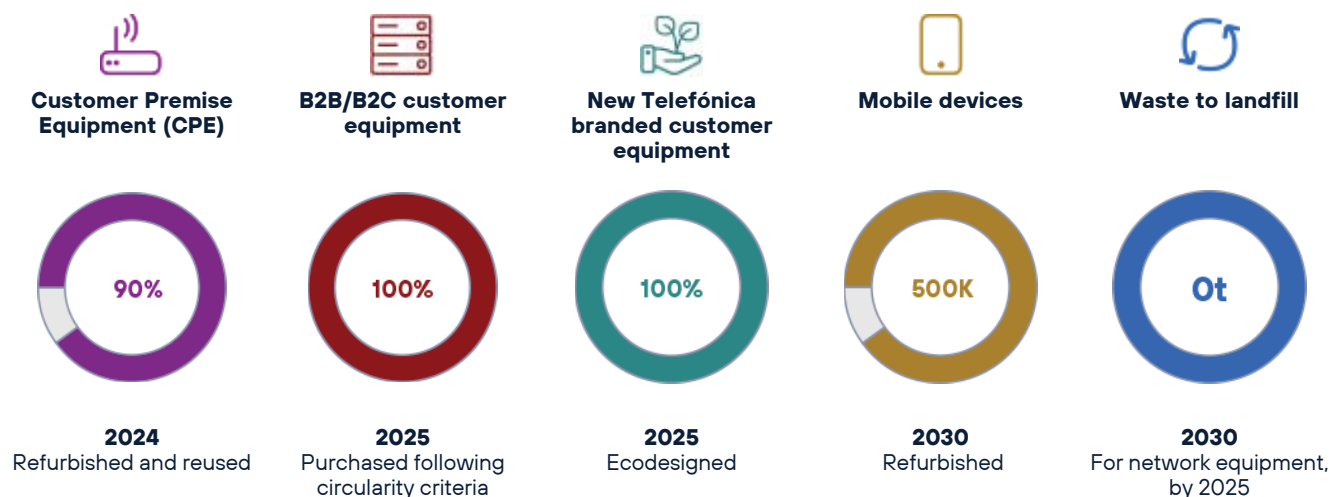 Customer Premise
Equipment (CPE)
90%
2024
Refurbished and reused
B2B/B2C customer
equipment
100%
2025
Purchased following
circularity criteria
New Telefónica
branded customer
equipment
100%
2025
Ecodesigned
Mobile devices
500K
2030
Refurbished
Waste to landfill
0t
2030
For network equipment,
by 2025